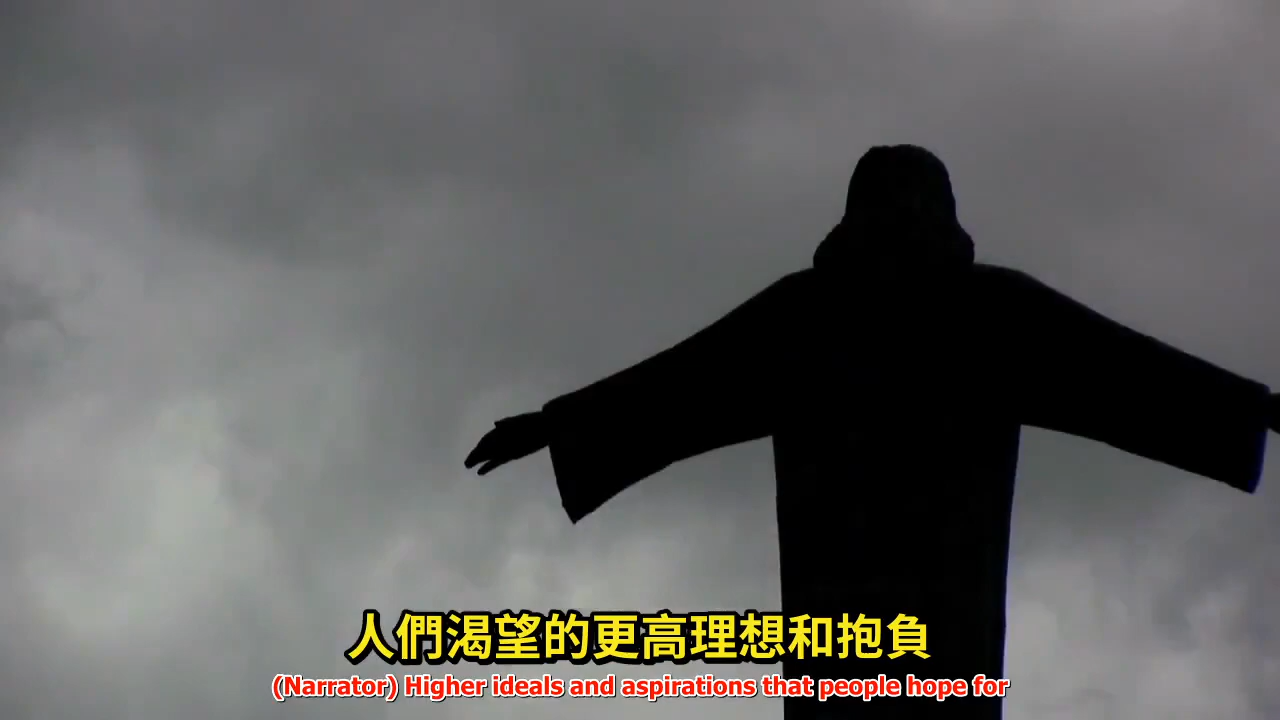 人們渴望的更高理想和抱負
(Narrator) Higher ideals and aspirations that people hope for